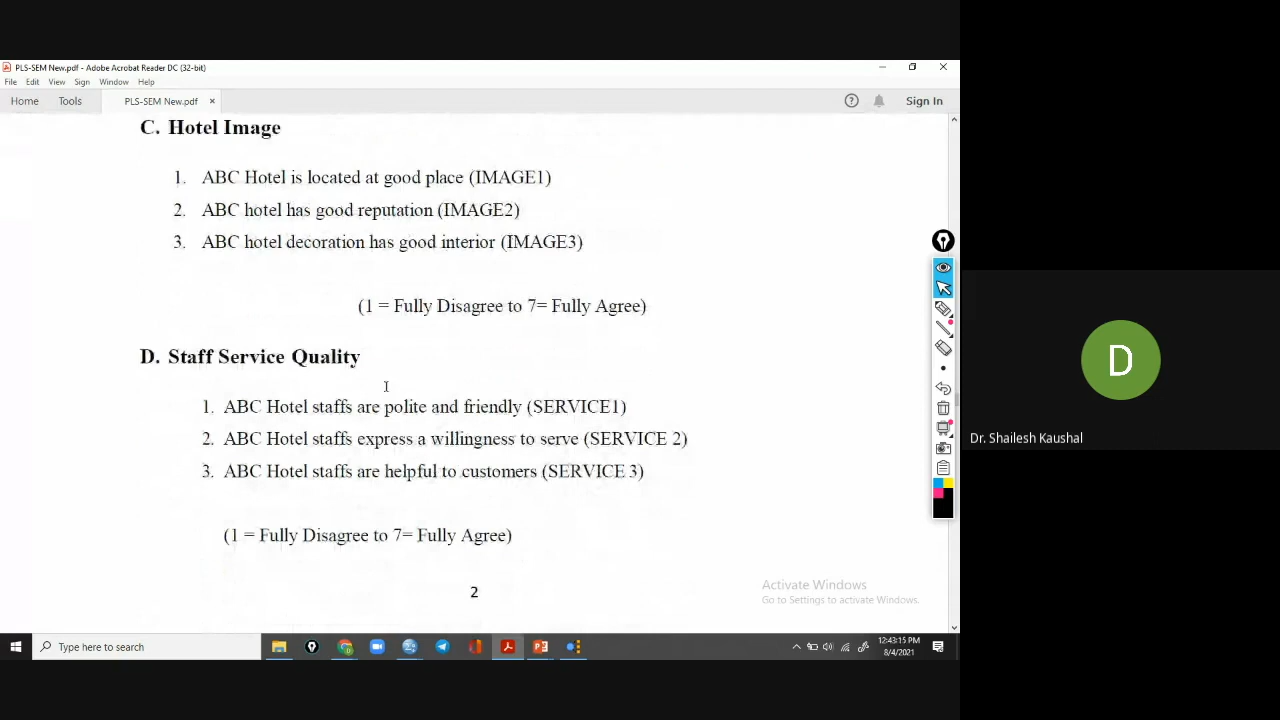 PLS-SEM New.pdf - Adobe Acrobat Reader DC (32-bit)
File Edit View Sign Window Help
Home Tools PLS-SEM New.pdf × Sign In
C. Hotel Image
1. ABC Hotel is located at good place (IMAGE1)
2. ABC hotel has good reputation (IMAGE2)
3. ABC hotel decoration has good interior (IMAGE3)
(1 = Fully Disagree to 7= Fully Agree)
D. Staff Service Quality
1. ABC Hotel staffs are polite and friendly (SERVICE1)
2. ABC Hotel staffs express a willingness to serve (SERVICE 2)
3. ABC Hotel staffs are helpful to customers (SERVICE 3)
(1 = Fully Disagree to 7= Fully Agree)
2
Activate Windows
Go to Settings to activate Windows.
D
Dr. Shailesh Kaushal
Type here to search
12:43:15 PM
8/4/2021